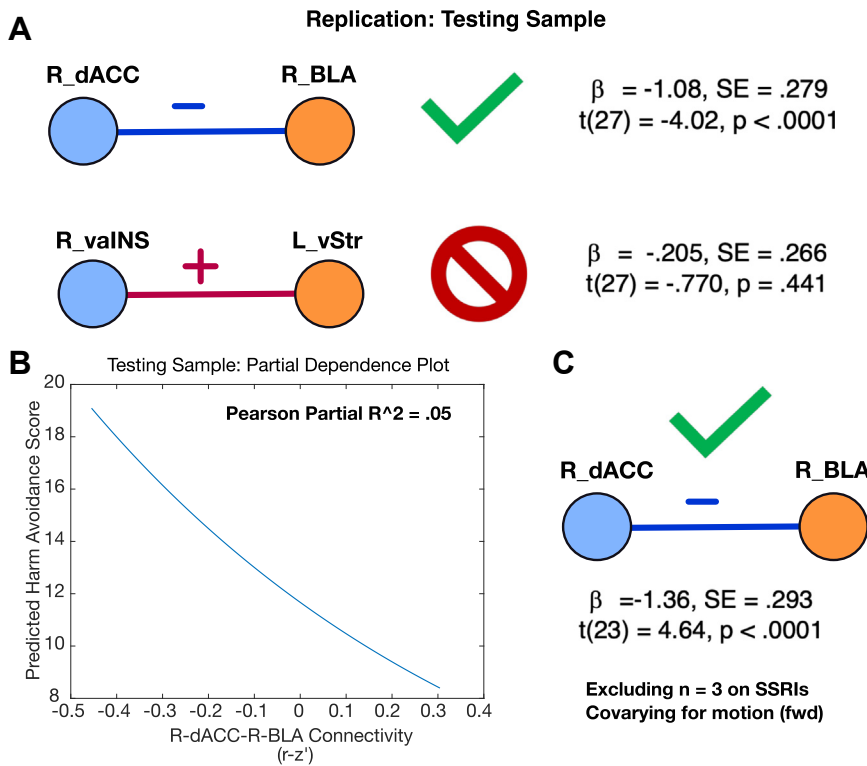 Replication: Testing Sample
A
R_dACC
R_BLA
−
β = -1.08, SE = .279
t(27) = -4.02, p < .0001
R_vaINS
L_vStr
+
β = -.205, SE = .266
t(27) = -.770, p = .441
B
Testing Sample: Partial Dependence Plot
Pearson Partial R^2 = .05
Predicted Harm Avoidance Score
20
18
16
14
12
10
8
-0.5 -0.4 -0.3 -0.2 -0.1 0 0.1 0.2 0.3 0.4
R-dACC-R-BLA Connectivity
(r-z')
C
R_dACC
R_BLA
−
β =-1.36, SE = .293
t(23) = 4.64, p < .0001
Excluding n = 3 on SSRIs
Covarying for motion (fwd)